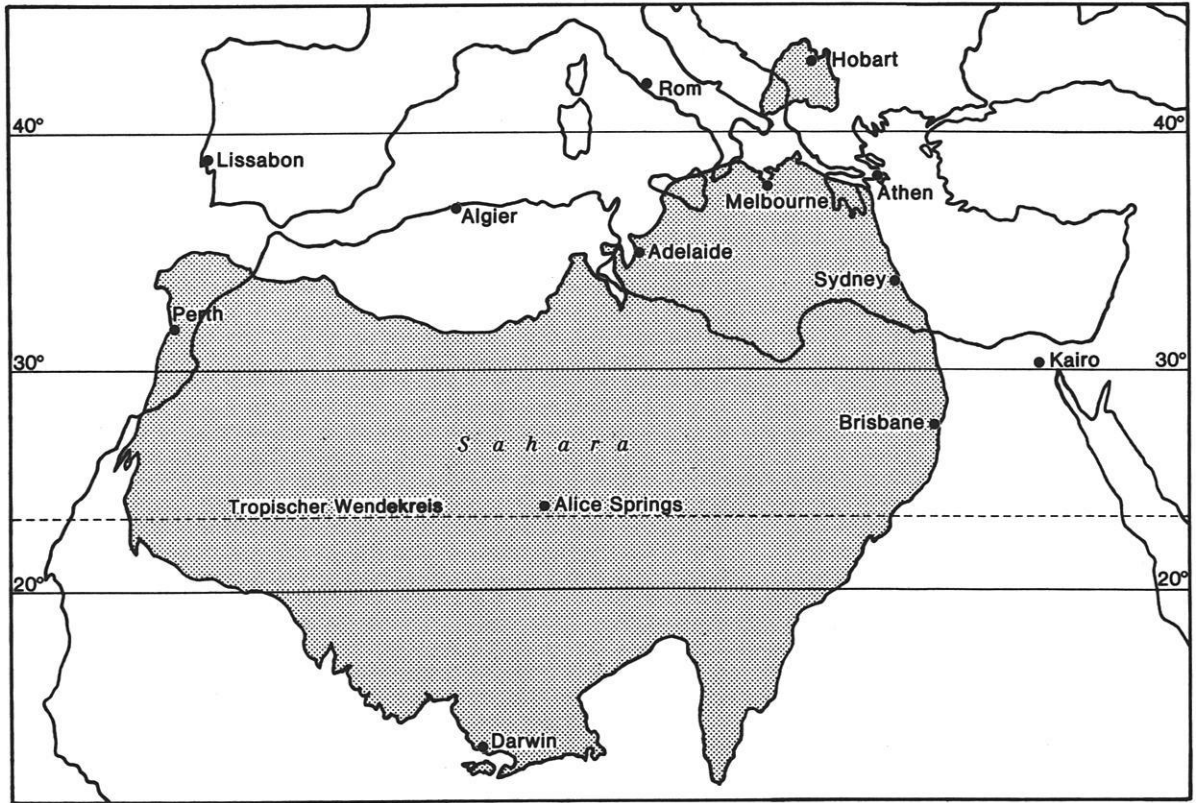 Hobart
Rom
40°
40°
Lissabon
Athen
Melbourne
Algier
Adelaide
Sydney
Perth
30°
30°
Kairo
Brisbane
Sahara
Tropischer Wendekreis
Alice Springs
20°
20°
Darwin